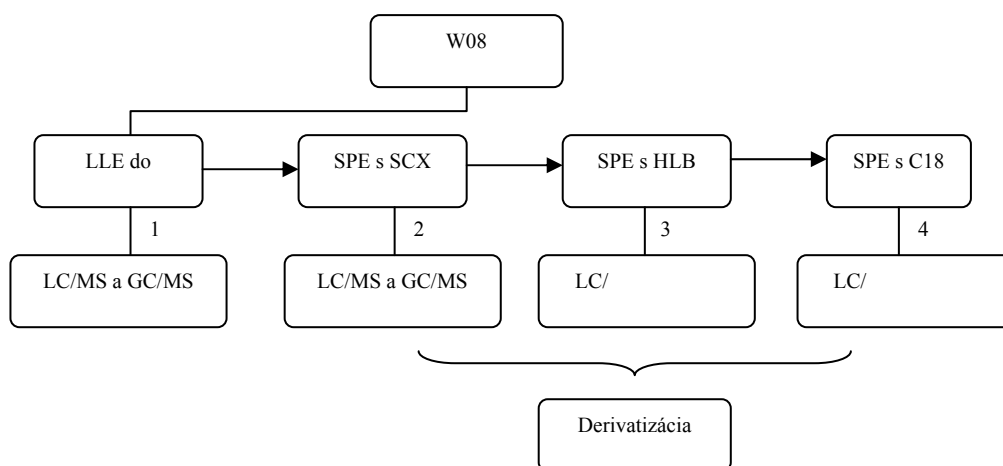 W08
LLE do
SPE s SCX
SPE s HLB
SPE s C18
1
2
3
4
LC/MS a GC/MS
LC/MS a GC/MS
LC/
LC/
Derivatizácia